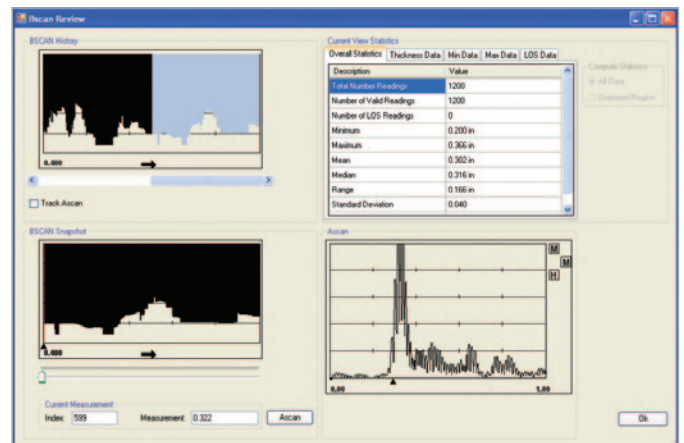 Bscan Review
BSCAN History
0.400
Track Ascan
Current View Statistics
Overall Statistics Thickness Data Min Data Max Data LOS Data
Description Value
Total Number Readings 1200
Number of Valid Readings 1200
Number of LOS Readings 0
Minimum 0.200 in
Maximum 0.366 in
Mean 0.302 in
Median 0.316 in
Range 0.166 in
Standard Deviation 0.040
Compute Statistics
All Data
Displayed Region
BSCAN Snapshot
0.400
Current Measurement
Index: 599 Measurement: 0.322 Ascan
Ascan
M
M
H
0.00 1.00
Ok